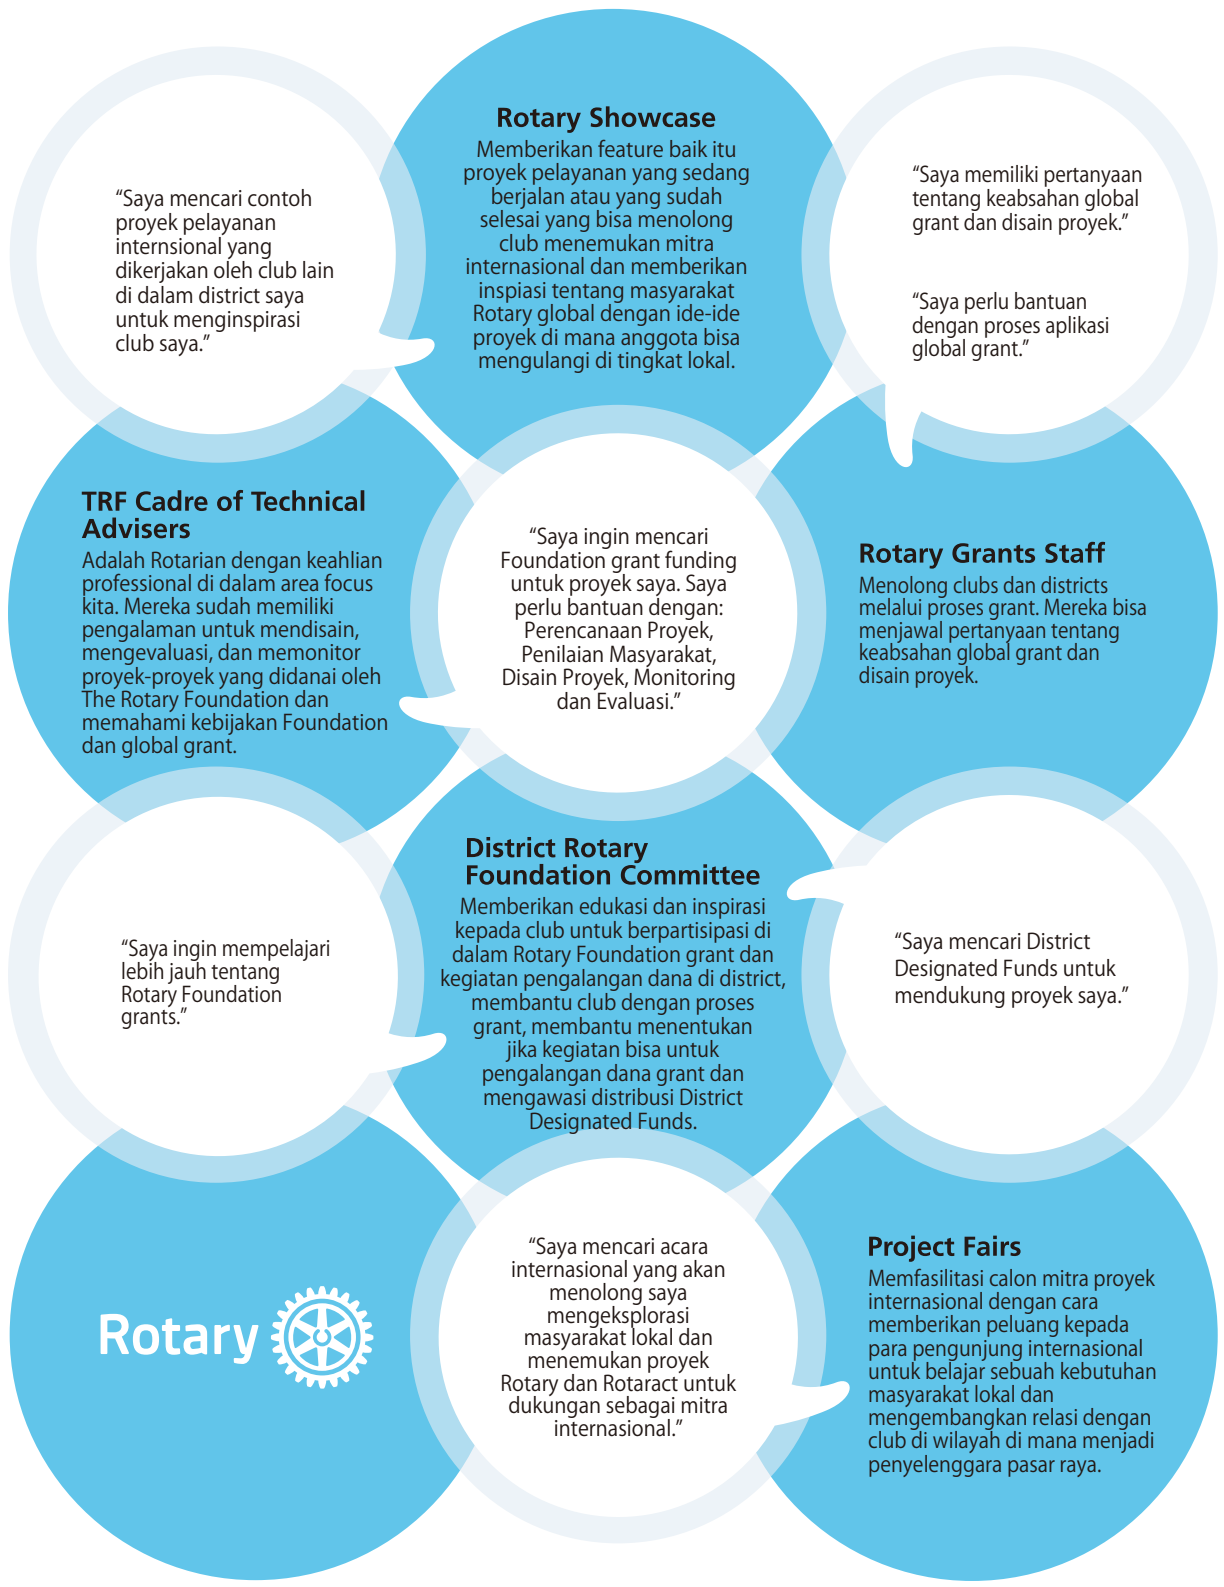 Rotary Showcase
Memberikan feature baik itu
proyek pelayanan yang sedang
berjalan atau yang sudah
selesai yang bisa menolong
club menemukan mitra
internasional dan memberikan
inspiasi tentang masyarakat
Rotary global dengan ide-ide
proyek di mana anggota bisa
mengulangi di tingkat lokal.
“Saya mencari contoh
proyek pelayanan
internsional yang
dikerjakan oleh club lain
di dalam district saya
untuk menginspirasi
club saya.”
“Saya memiliki pertanyaan
tentang keabsahan global
grant dan disain proyek.”
“Saya perlu bantuan
dengan proses aplikasi
global grant.”
TRF Cadre of Technical
Advisers
Adalah Rotarian dengan keahlian
professional di dalam area focus
kita. Mereka sudah memiliki
pengalaman untuk mendisain,
mengevaluasi, dan memonitor
proyek-proyek yang didanai oleh
The Rotary Foundation dan
memahami kebijakan Foundation
dan global grant.
“Saya ingin mencari
Foundation grant funding
untuk proyek saya. Saya
perlu bantuan dengan:
Perencanaan Proyek,
Penilaian Masyarakat,
Disain Proyek, Monitoring
dan Evaluasi.”
Rotary Grants Staff
Menolong clubs dan districts
melalui proses grant. Mereka bisa
menjawal pertanyaan tentang
keabsahan global grant dan
disain proyek.
District Rotary
Foundation Committee
Memberikan edukasi dan inspirasi
kepada club untuk berpartisipasi di
dalam Rotary Foundation grant dan
kegiatan pengalangan dana di district,
membantu club dengan proses
grant, membantu menentukan
jika kegiatan bisa untuk
pengalangan dana grant dan
mengawasi distribusi District
Designated Funds.
“Saya ingin mempelajari
lebih jauh tentang
Rotary Foundation
grants.”
“Saya mencari District
Designated Funds untuk
mendukung proyek saya.”
Rotary
“Saya mencari acara
internasional yang akan
menolong saya
mengeksplorasi
masyarakat lokal dan
menemukan proyek
Rotary dan Rotaract untuk
dukungan sebagai mitra
internasional.”
Project Fairs
Memfasilitasi calon mitra proyek
internasional dengan cara
memberikan peluang kepada
para pengunjung internasional
untuk belajar sebuah kebutuhan
masyarakat lokal dan
mengembangkan relasi dengan
club di wilayah di mana menjadi
penyelenggara pasar raya.